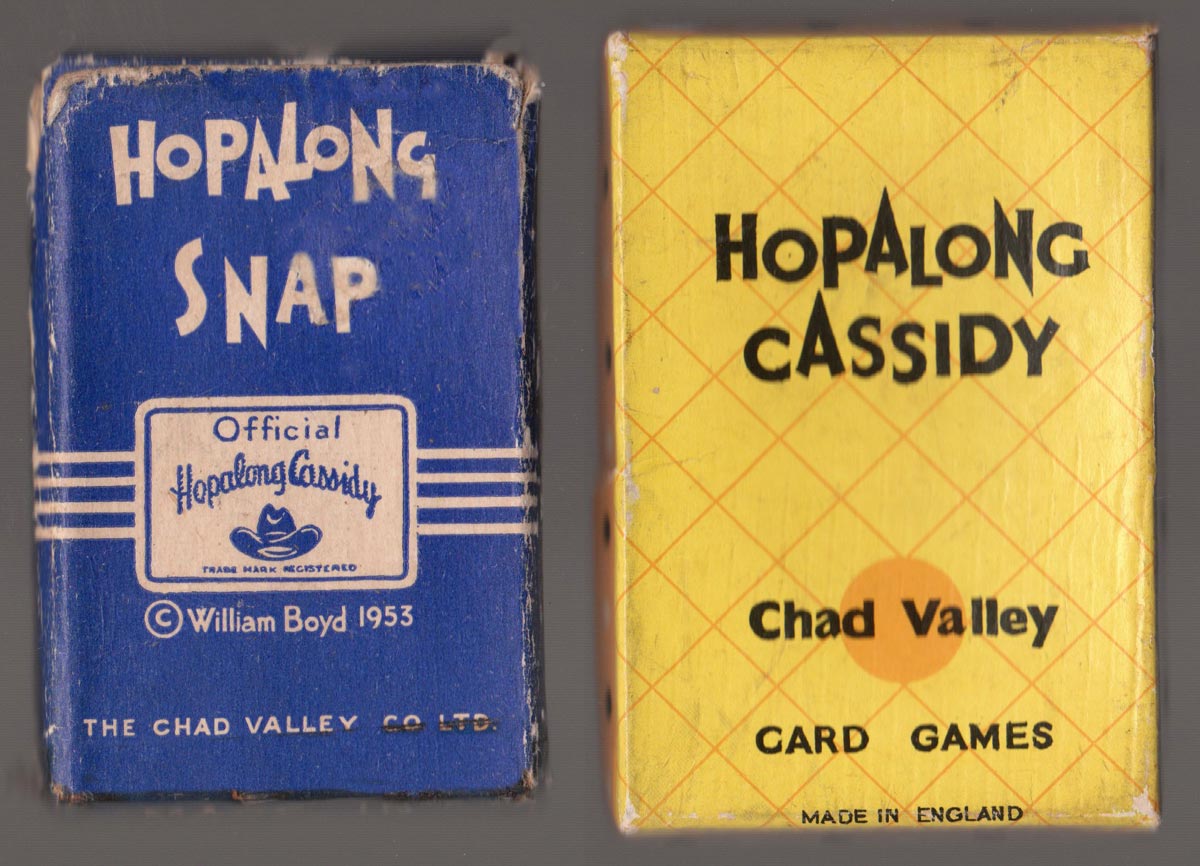 HOPALONG
SNAP
Official
Hopalong Cassidy
TRADE MARK REGISTERED
© William Boyd 1953
THE CHAD VALLEY CO LTD.
HOPALONG
CASSIDY
Chad Valley
CARD GAMES
MADE IN ENGLAND